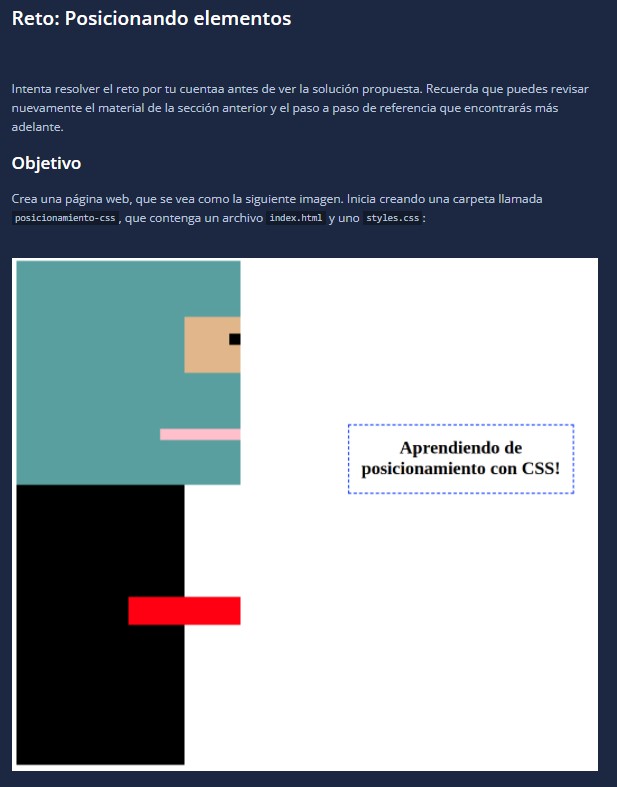 Reto: Posicionando elementos
Intenta resolver el reto por tu cuentaa antes de ver la solución propuesta. Recuerda que puedes revisar
nuevamente el material de la sección anterior y el paso a paso de referencia que encontrarás más
adelante.
Objetivo
Crea una página web, que se vea como la siguiente imagen. Inicia creando una carpeta llamada
posicionamiento-css, que contenga un archivo index.html y uno styles.css:
Aprendiendo de
posicionamiento con CSS!